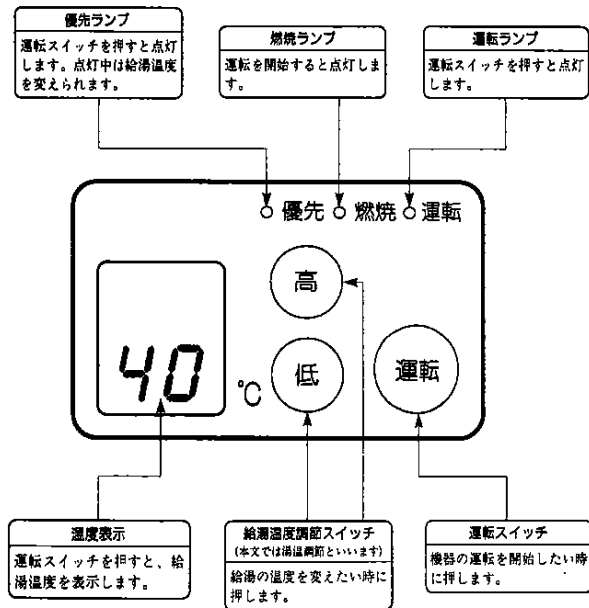 優先ランプ
運転スイッチを押すと点灯
します。点灯中は給湯温度
を変えられます。
燃焼ランプ
運転を開始すると点灯しま
す。
運転ランプ
運転スイッチを押すと点灯
します。
優先 燃焼 運転
高
低
運転
40 ℃
温度表示
運転スイッチを押すと、給
湯温度を表示します。
給湯温度調節スイッチ
(本文では湯温調節といいます)
給湯の温度を変えたい時に
押します。
運転スイッチ
機器の運転を開始したい時
に押します。